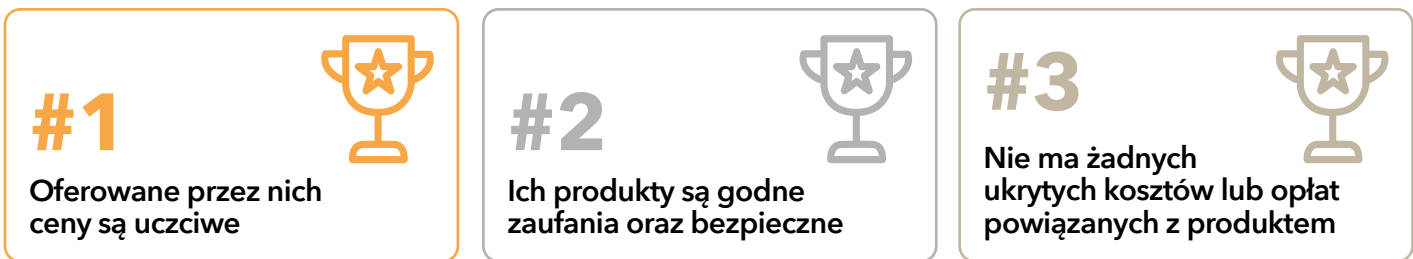 #1
Oferowane przez nich
ceny są uczciwe
#2
Ich produkty są godne
zaufania oraz bezpieczne
#3
Nie ma żadnych
ukrytych kosztów lub opłat
powiązanych z produktem